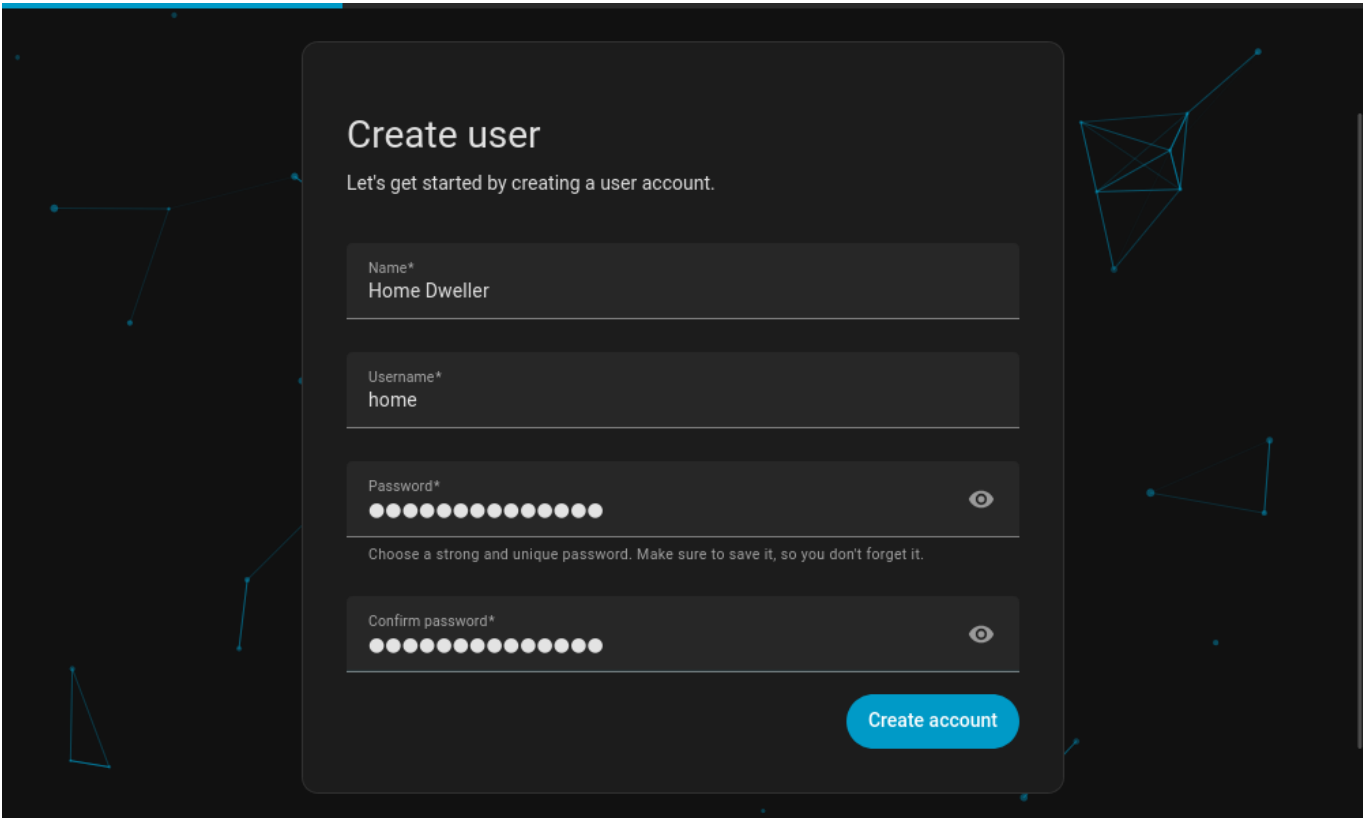 Create user
Let's get started by creating a user account.
Name*
Home Dweller
Username*
home
Password*
●●●●●●●●●●●●●●
Choose a strong and unique password. Make sure to save it, so you don't forget it.
Confirm password*
●●●●●●●●●●●●●●
Create account